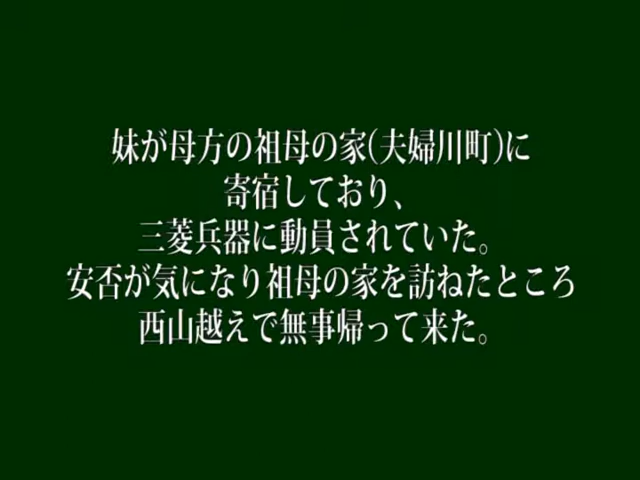 妹が母方の祖母の家(夫婦川町)に
寄宿しており、
三菱兵器に動員されていた。
安否が気になり祖母の家を訪ねたところ
西山越えで無事帰って来た。